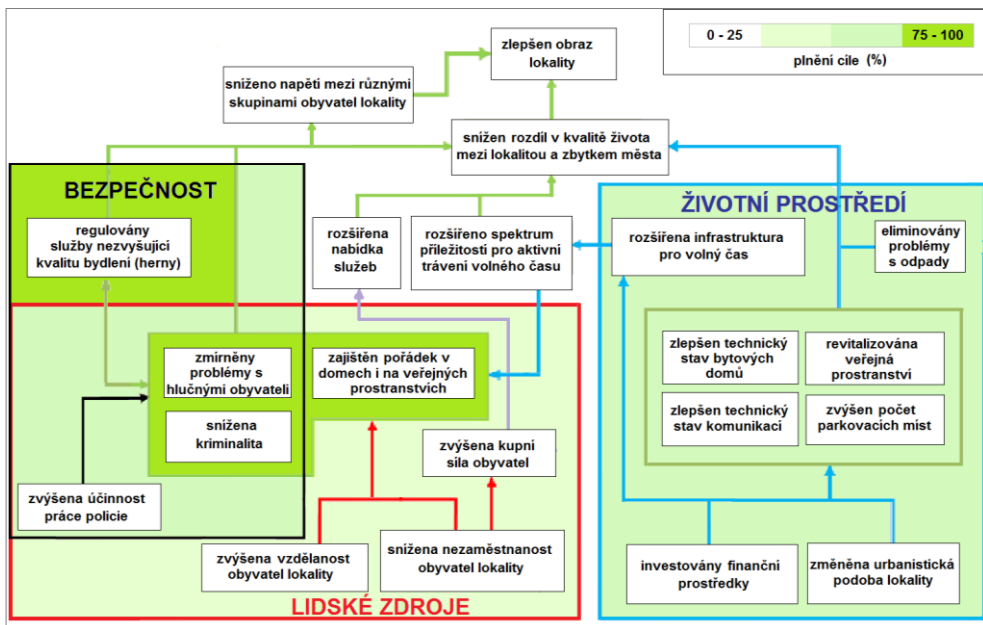 0 - 25
75 - 100
plnění cíle (%)
zlepšen obraz
lokality
sníženo napětí mezi různými
skupinami obyvatel lokality
snížen rozdíl v kvalitě života
mezi lokalitou a zbytkem města
BEZPEČNOST
regulovány
služby nezvyšující
kvalitu bydlení (herny)
rozšířena
nabídka
služeb
rozšířeno spektrum
příležitostí pro aktivní
trávení volného času
ŽIVOTNÍ PROSTŘEDÍ
rozšířena infrastruktura
pro volný čas
eliminovány
problémy
s odpady
zmírněny
problémy s
hlučnými obyvateli
zajištěn pořádek v
domech i na veřejných
prostranstvích
zlepšen technický
stav bytových
domů
revitalizována
veřejná
prostranství
snížena
kriminalita
zlepšen technický
stav komunikací
zvýšen počet
parkovacích míst
zvýšena kupní
síla obyvatel
zvýšena účinnost
práce policie
zvýšena vzdělanost
obyvatel lokality
snížena nezaměstnanost
obyvatel lokality
investovány finanční
prostředky
změněna urbanistická
podoba lokality
LIDSKÉ ZDROJE